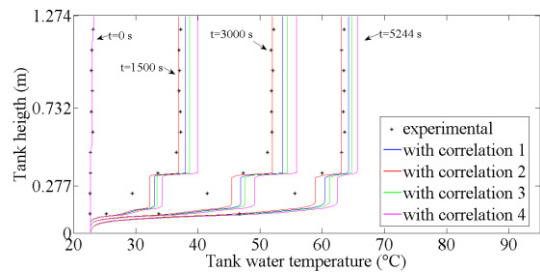 1.274
t=0 s
t=3000 s
t=5244 s
t=1500 s
0.732
0.277
0
Tank heigth (m)
experimental
with correlation 1
with correlation 2
with correlation 3
with correlation 4
20 30 40 50 60 70 80 90
Tank water temperature (ºC)